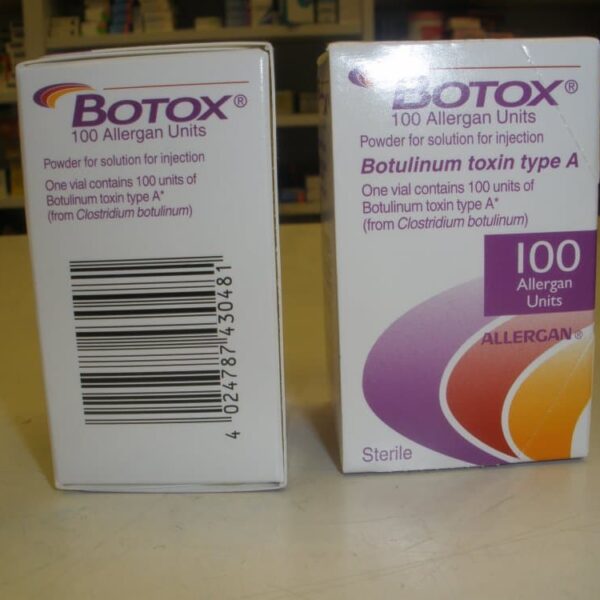 BOTOX®
100 Allergan Units
Powder for solution for injection
One vial contains 100 units of
Botulinum toxin type A*
(from Clostridium botulinum)
4 024787 430481
BOTOX®
100 Allergan Units
Powder for solution for injection
Botulinum toxin type A
One vial contains 100 units of
Botulinum toxin type A*
(from Clostridium botulinum)
100
Allergan
Units
ALLERGAN®
Sterile